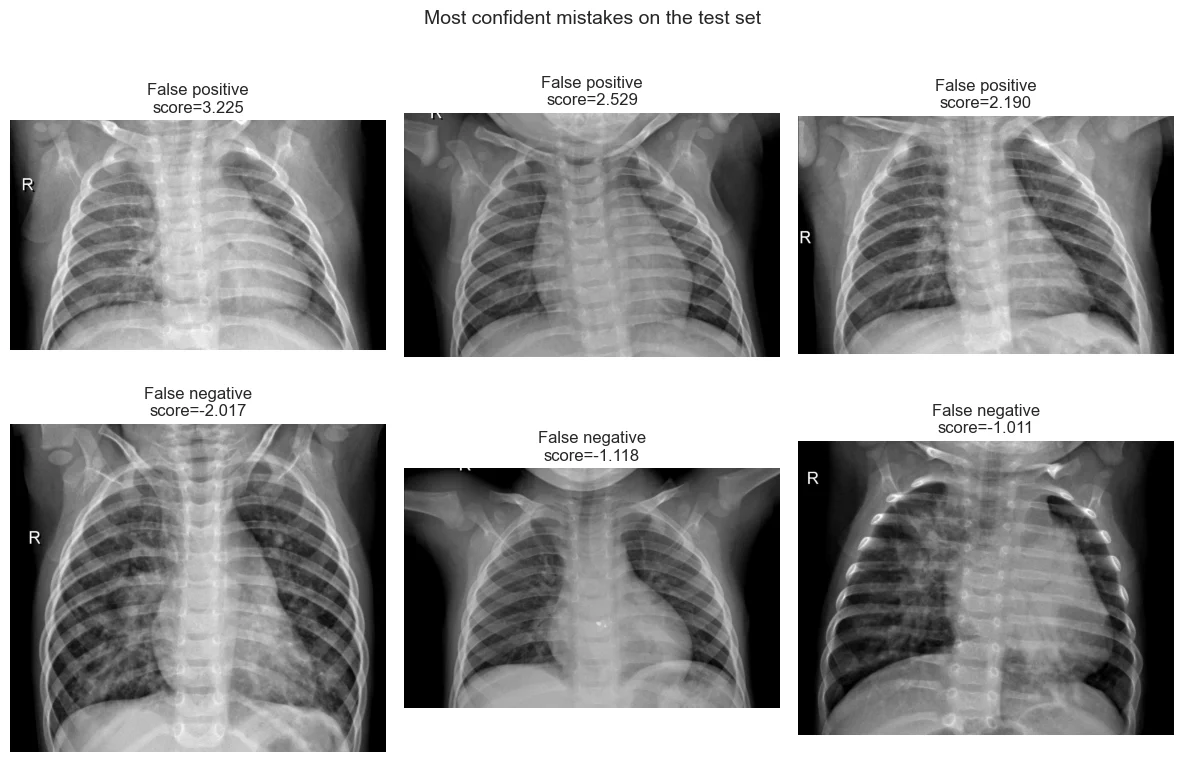 Most confident mistakes on the test set
False positive
score=3.225
R
False positive
score=2.529
R
False positive
score=2.190
R
False negative
score=-2.017
R
False negative
score=-1.118
R
False negative
score=-1.011
R